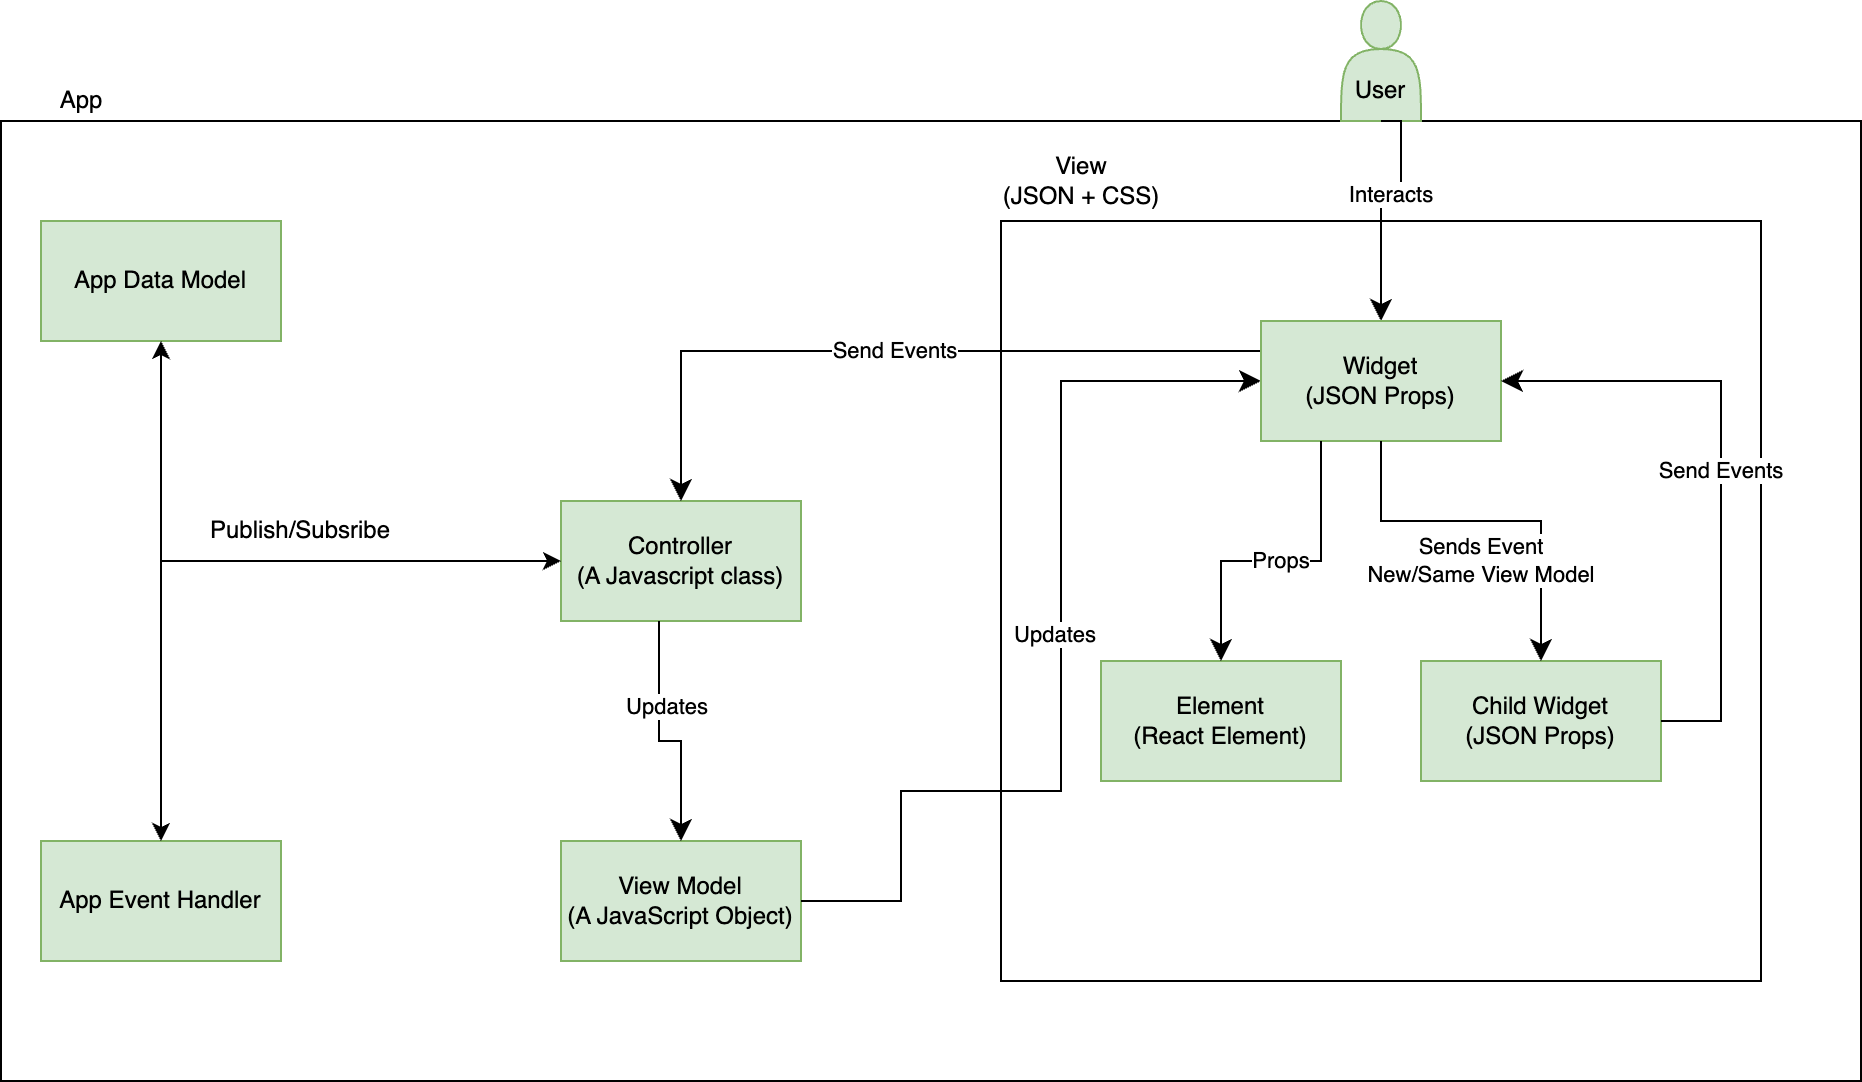 User
App
View
(JSON + CSS)
Interacts
App Data Model
Send Events
Widget
(JSON Props)
Send Events
Publish/Subsribe
Controller
(A Javascript class)
Props
Sends Event
New/Same View Model
Updates
Updates
Element
(React Element)
Child Widget
(JSON Props)
App Event Handler
View Model
(A JavaScript Object)